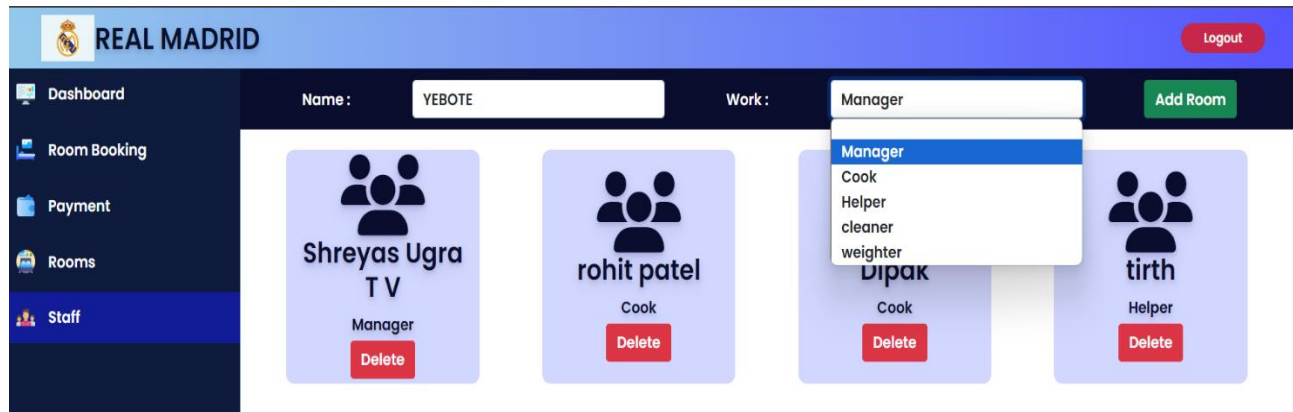 REAL MADRID
Logout
Dashboard
Room Booking
Payment
Rooms
Staff
Name :
YEBOTE
Work :
Manager
Add Room
Manager
Cook
Helper
cleaner
weighter
Shreyas Ugra
T V
Manager
Delete
rohit patel
Cook
Delete
Dipak
Cook
Delete
tirth
Helper
Delete